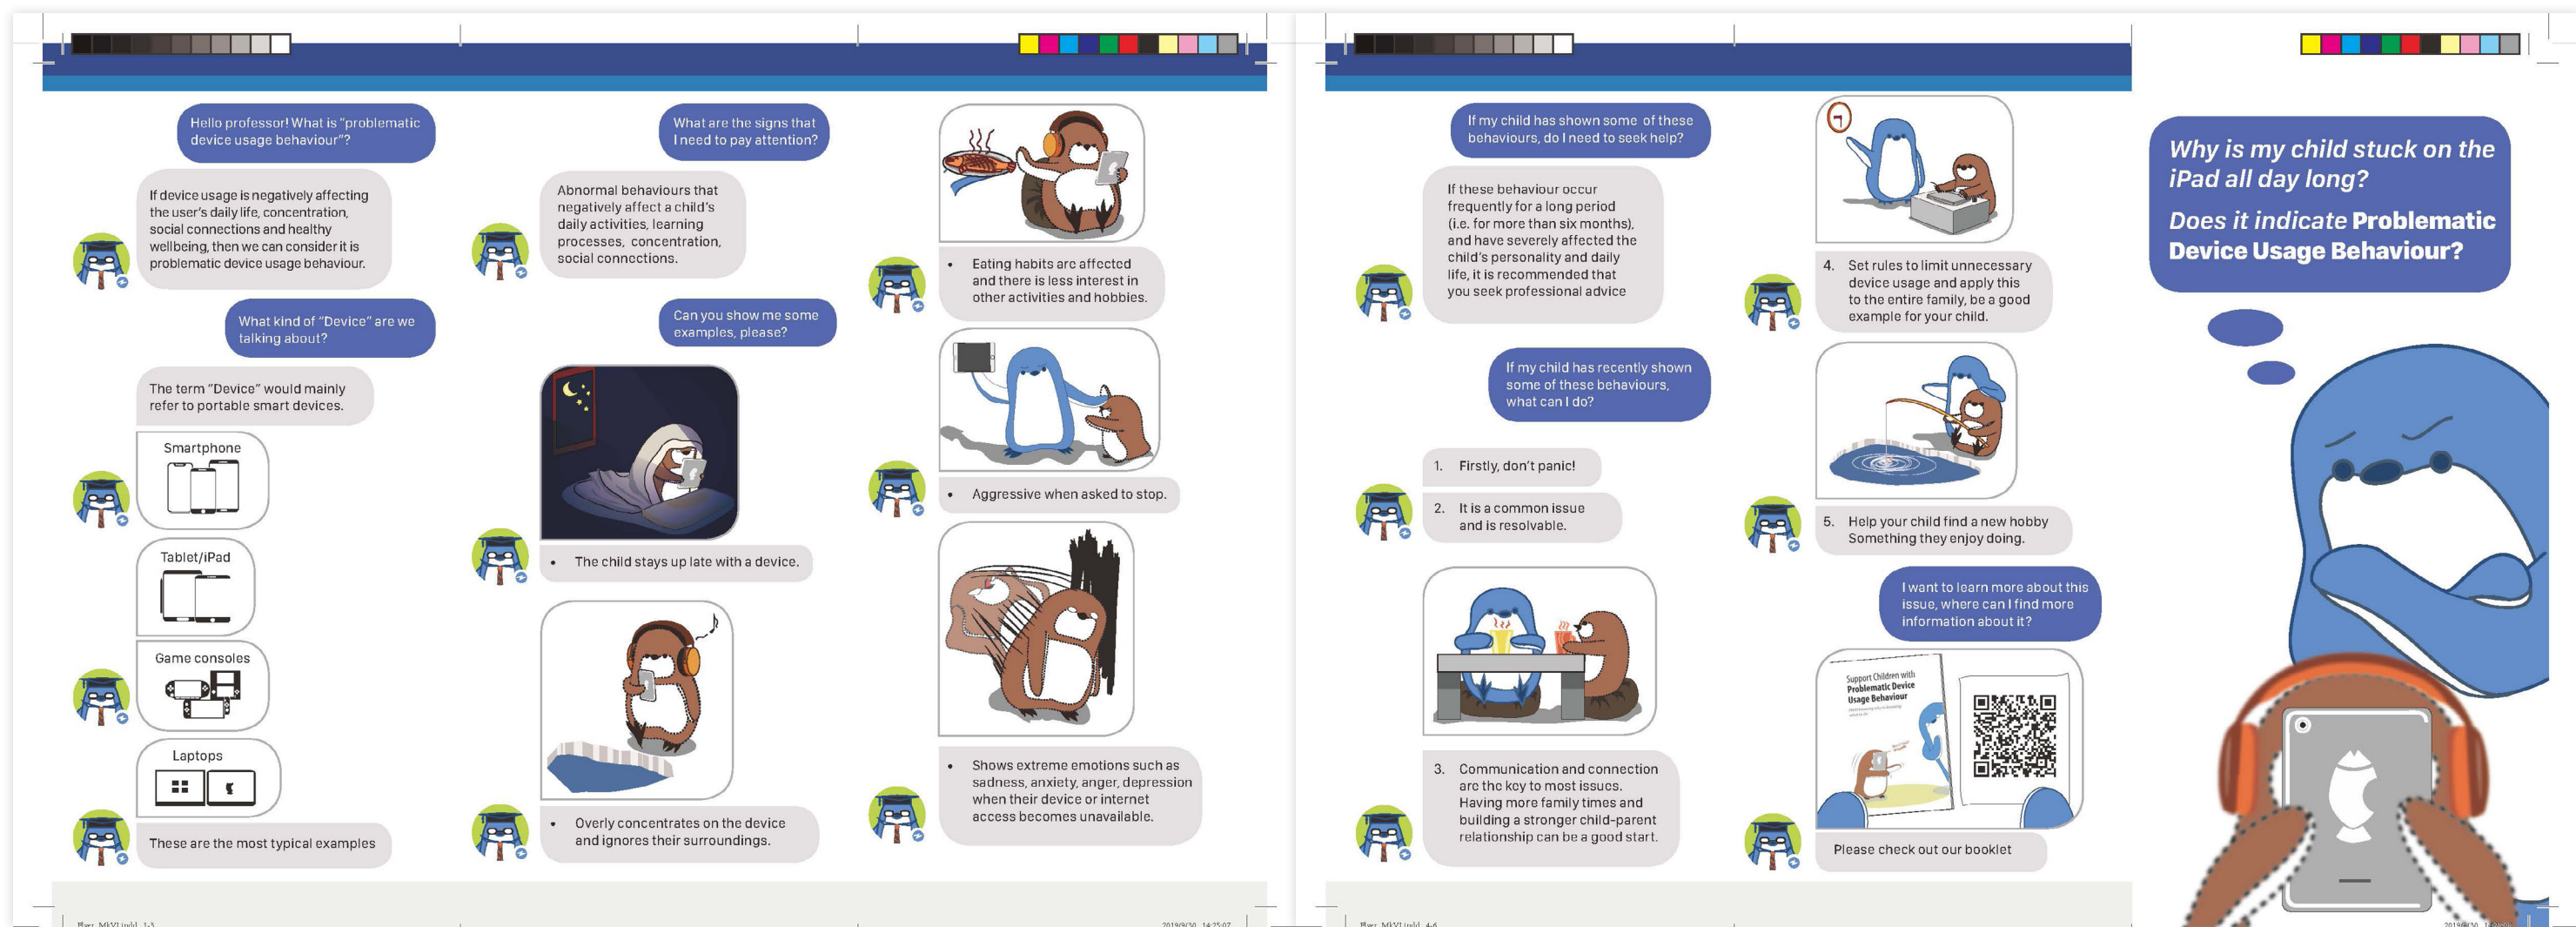 Hello professor! What is "problematic
device usage behaviour"?
If device usage is negatively affecting
the user's daily life, concentration,
social connections and healthy
wellbeing, then we can consider it is
problematic device usage behaviour.
What kind of "Device" are we
talking about?
The term "Device" would mainly
refer to portable smart devices.
Smartphone
Tablet/iPad
Game consoles
Laptops
These are the most typical examples
What are the signs that
I need to pay attention?
Abnormal behaviours that
negatively affect a child's
daily activities, learning
processes, concentration,
social connections.
Can you show me some
examples, please?
• The child stays up late with a device.
• Overly concentrates on the device
and ignores their surroundings.
• Eating habits are affected
and there is less interest in
other activities and hobbies.
• Aggressive when asked to stop.
• Shows extreme emotions such as
sadness, anxiety, anger, depression
when their device or internet
access becomes unavailable.
2019/9/30 14:25:07
If my child has shown some of these
behaviours, do I need to seek help?
If these behaviour occur
frequently for a long period
(i.e. for more than six months),
and have severely affected the
child's personality and daily
life, it is recommended that
you seek professional advice
If my child has recently shown
some of these behaviours,
what can I do?
1. Firstly, don't panic!
2. It is a common issue
and is resolvable.
3. Communication and connection
are the key to most issues.
Having more family times and
building a stronger child-parent
relationship can be a good start.
4. Set rules to limit unnecessary
device usage and apply this
to the entire family, be a good
example for your child.
5. Help your child find a new hobby
Something they enjoy doing.
I want to learn more about this
issue, where can I find more
information about it?
Support Children with
Problematic Device
Usage Behaviour
Please check out our booklet
Why is my child stuck on the
iPad all day long?
Does it indicate Problematic
Device Usage Behaviour?